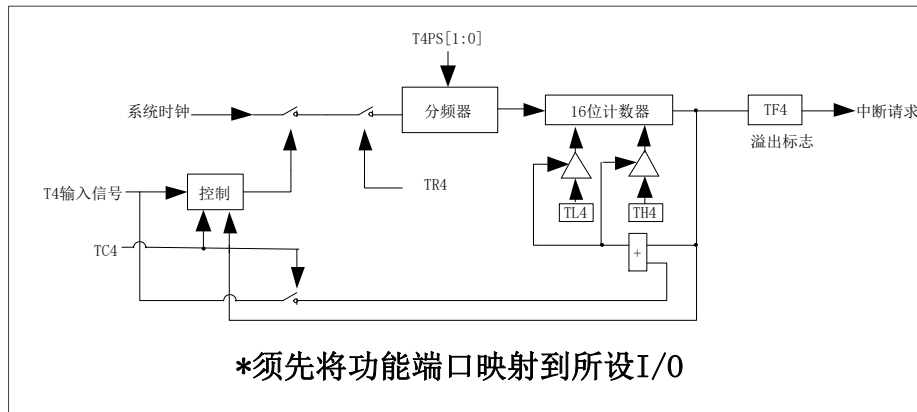 T4PS[1:0]
系统时钟
分频器
16位计数器
TF4
中断请求
溢出标志
T4输入信号
控制
TR4
TL4
TH4
TC4
+
*须先将功能端口映射到所设I/O